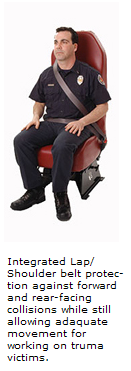 Integrated Lap/
Shoulder belt protec-
tion against forward
and rear-facing
collisions while still
allowing adaquate
movement for
working on truma
victims.